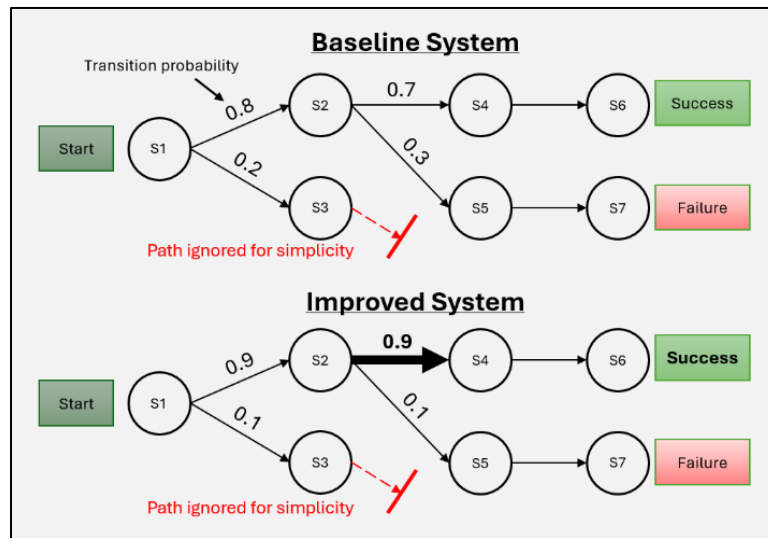 Baseline System
Transition probability
0.8
0.7
S2
S4
S6
Success
Start
S1
0.2
0.3
S3
S5
S7
Failure
Path ignored for simplicity
Improved System
0.9
0.9
S2
S4
S6
Success
Start
S1
0.1
0.1
S3
S5
S7
Failure
Path ignored for simplicity